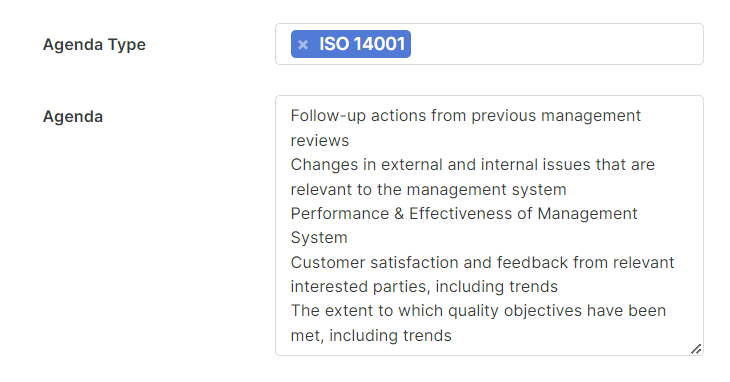 Agenda Type
× ISO 14001
Agenda
Follow-up actions from previous management
reviews
Changes in external and internal issues that are
relevant to the management system
Performance & Effectiveness of Management
System
Customer satisfaction and feedback from relevant
interested parties, including trends
The extent to which quality objectives have been
met, including trends